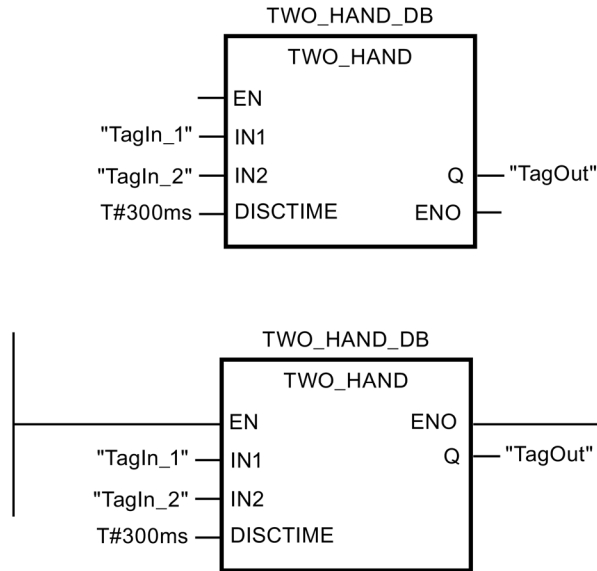 TWO_HAND_DB
TWO_HAND
EN
"TagIn_1" IN1
"TagIn_2" IN2 Q "TagOut"
T#300ms DISCTIME ENO
TWO_HAND_DB
TWO_HAND
EN ENO
"TagIn_1" IN1 Q "TagOut"
"TagIn_2" IN2
T#300ms DISCTIME